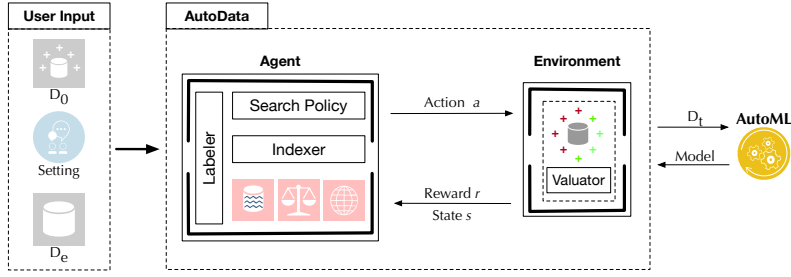 User Input
AutoData
D0
Setting
De
Agent
Labeler
Search Policy
Indexer
Action a
Reward r
State s
Environment
Valuator
Dt
Model
AutoML